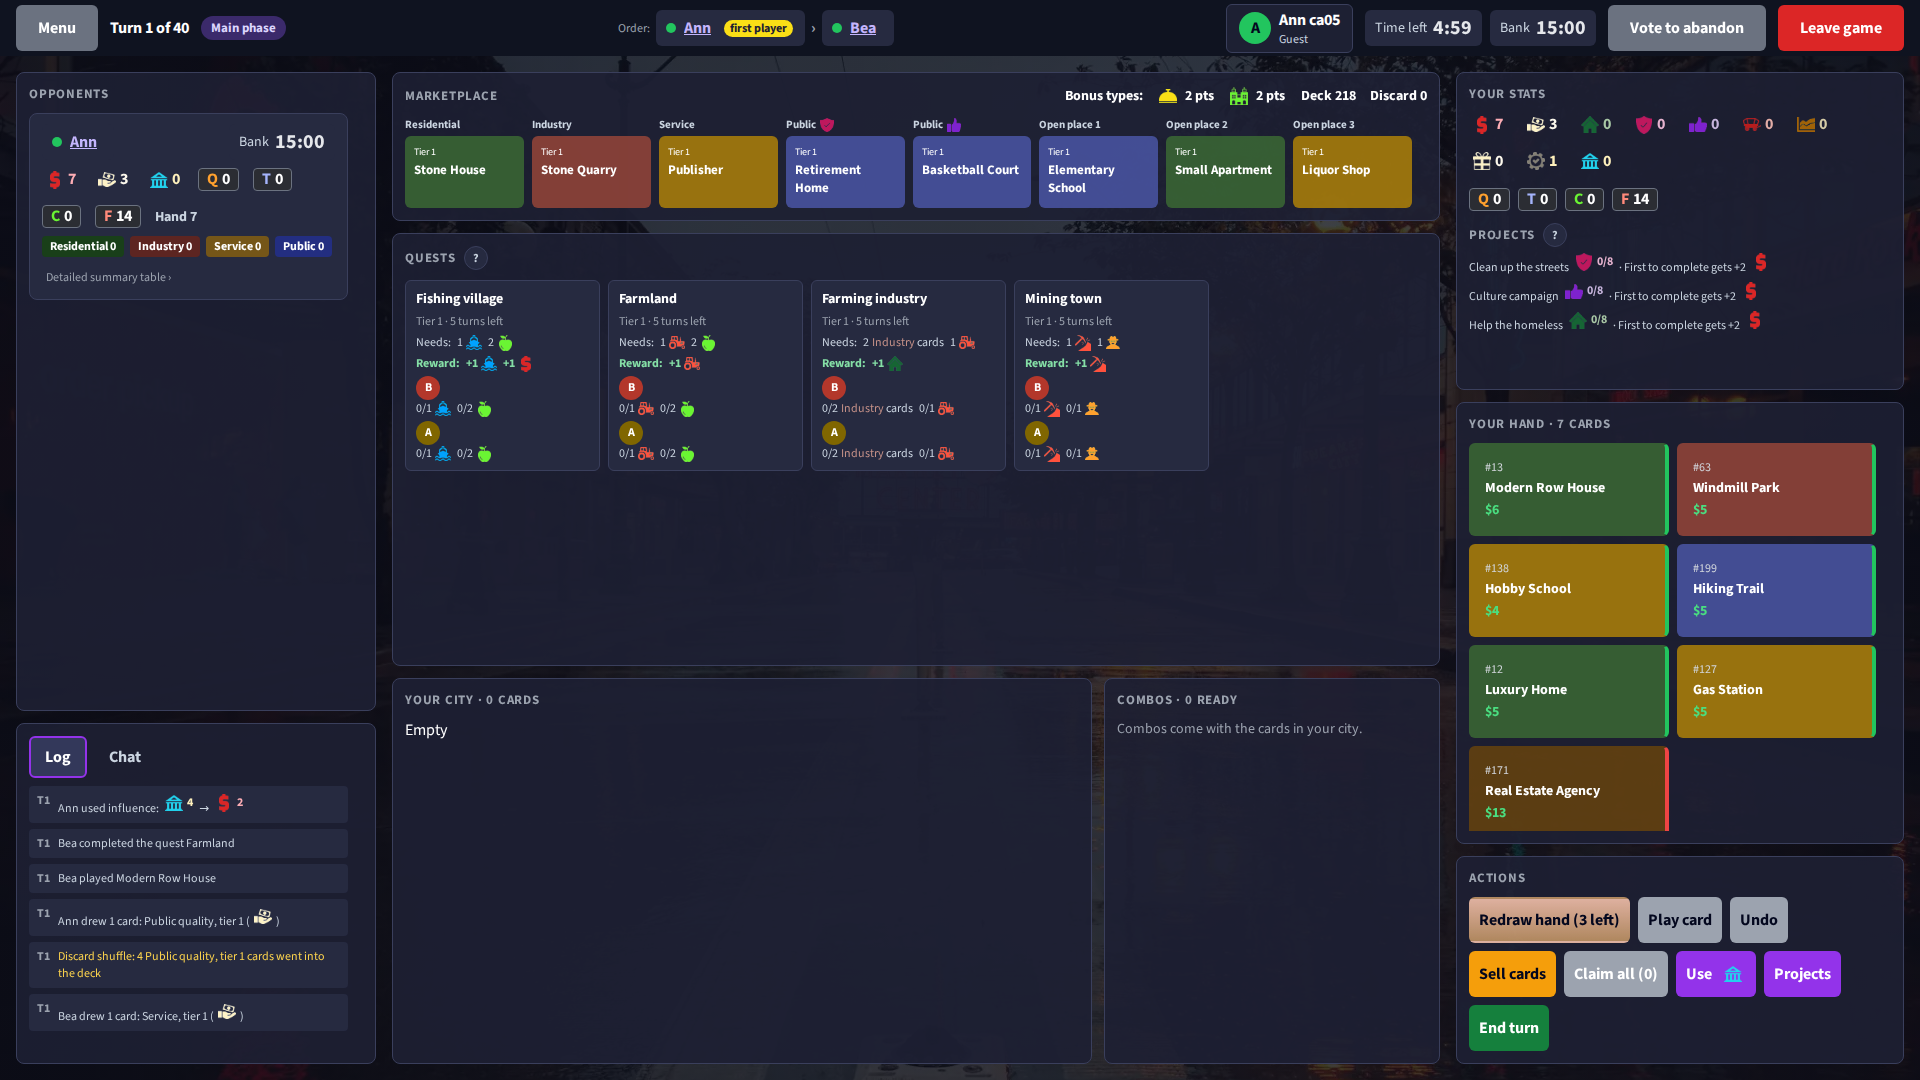 Menu
Turn 1 of 40
Main phase
Order:
Ann
first player
›
Bea
A
Ann ca05
Guest
Time left 4:59
Bank 15:00
Vote to abandon
Leave game
OPPONENTS
Ann
Bank 15:00
7
3
0
Q 0
T 0
C 0
F 14
Hand 7
Residential 0
Industry 0
Service 0
Public 0
Detailed summary table ›
Log
Chat
T1 Ann used influence: 4 → 2
T1 Bea completed the quest Farmland
T1 Bea played Modern Row House
T1 Ann drew 1 card: Public quality, tier 1 ( )
T1 Discard shuffle: 4 Public quality, tier 1 cards went into
the deck
T1 Bea drew 1 card: Service, tier 1 ( )
MARKETPLACE
Bonus types: 2 pts 2 pts Deck 218 Discard 0
Residential
Tier 1
Stone House
Industry
Tier 1
Stone Quarry
Service
Tier 1
Publisher
Public
Tier 1
Retirement
Home
Public
Tier 1
Basketball Court
Open place 1
Tier 1
Elementary
School
Open place 2
Tier 1
Small Apartment
Open place 3
Tier 1
Liquor Shop
QUESTS ?
Fishing village
Tier 1 · 5 turns left
Needs: 1 2
Reward: +1 +1
B
0/1 0/2
A
0/1 0/2
Farmland
Tier 1 · 5 turns left
Needs: 1 2
Reward: +1
B
0/1 0/2
A
0/1 0/2
Farming industry
Tier 1 · 5 turns left
Needs: 2 Industry cards 1
Reward: +1
B
0/2 Industry cards 0/1
A
0/2 Industry cards 0/1
Mining town
Tier 1 · 5 turns left
Needs: 1 1
Reward: +1
B
0/1 0/1
A
0/1 0/1
YOUR CITY · 0 CARDS
Empty
COMBOS · 0 READY
Combos come with the cards in your city.
YOUR STATS
7 3 0 0 0 0 0
0 1 0
Q 0 T 0 C 0 F 14
PROJECTS ?
Clean up the streets 0/8 · First to complete gets +2
Culture campaign 0/8 · First to complete gets +2
Help the homeless 0/8 · First to complete gets +2
YOUR HAND · 7 CARDS
#13
Modern Row House
$6
#63
Windmill Park
$5
#138
Hobby School
$4
#199
Hiking Trail
$5
#12
Luxury Home
$5
#127
Gas Station
$5
#171
Real Estate Agency
$13
ACTIONS
Redraw hand (3 left)
Play card
Undo
Sell cards
Claim all (0)
Use
Projects
End turn